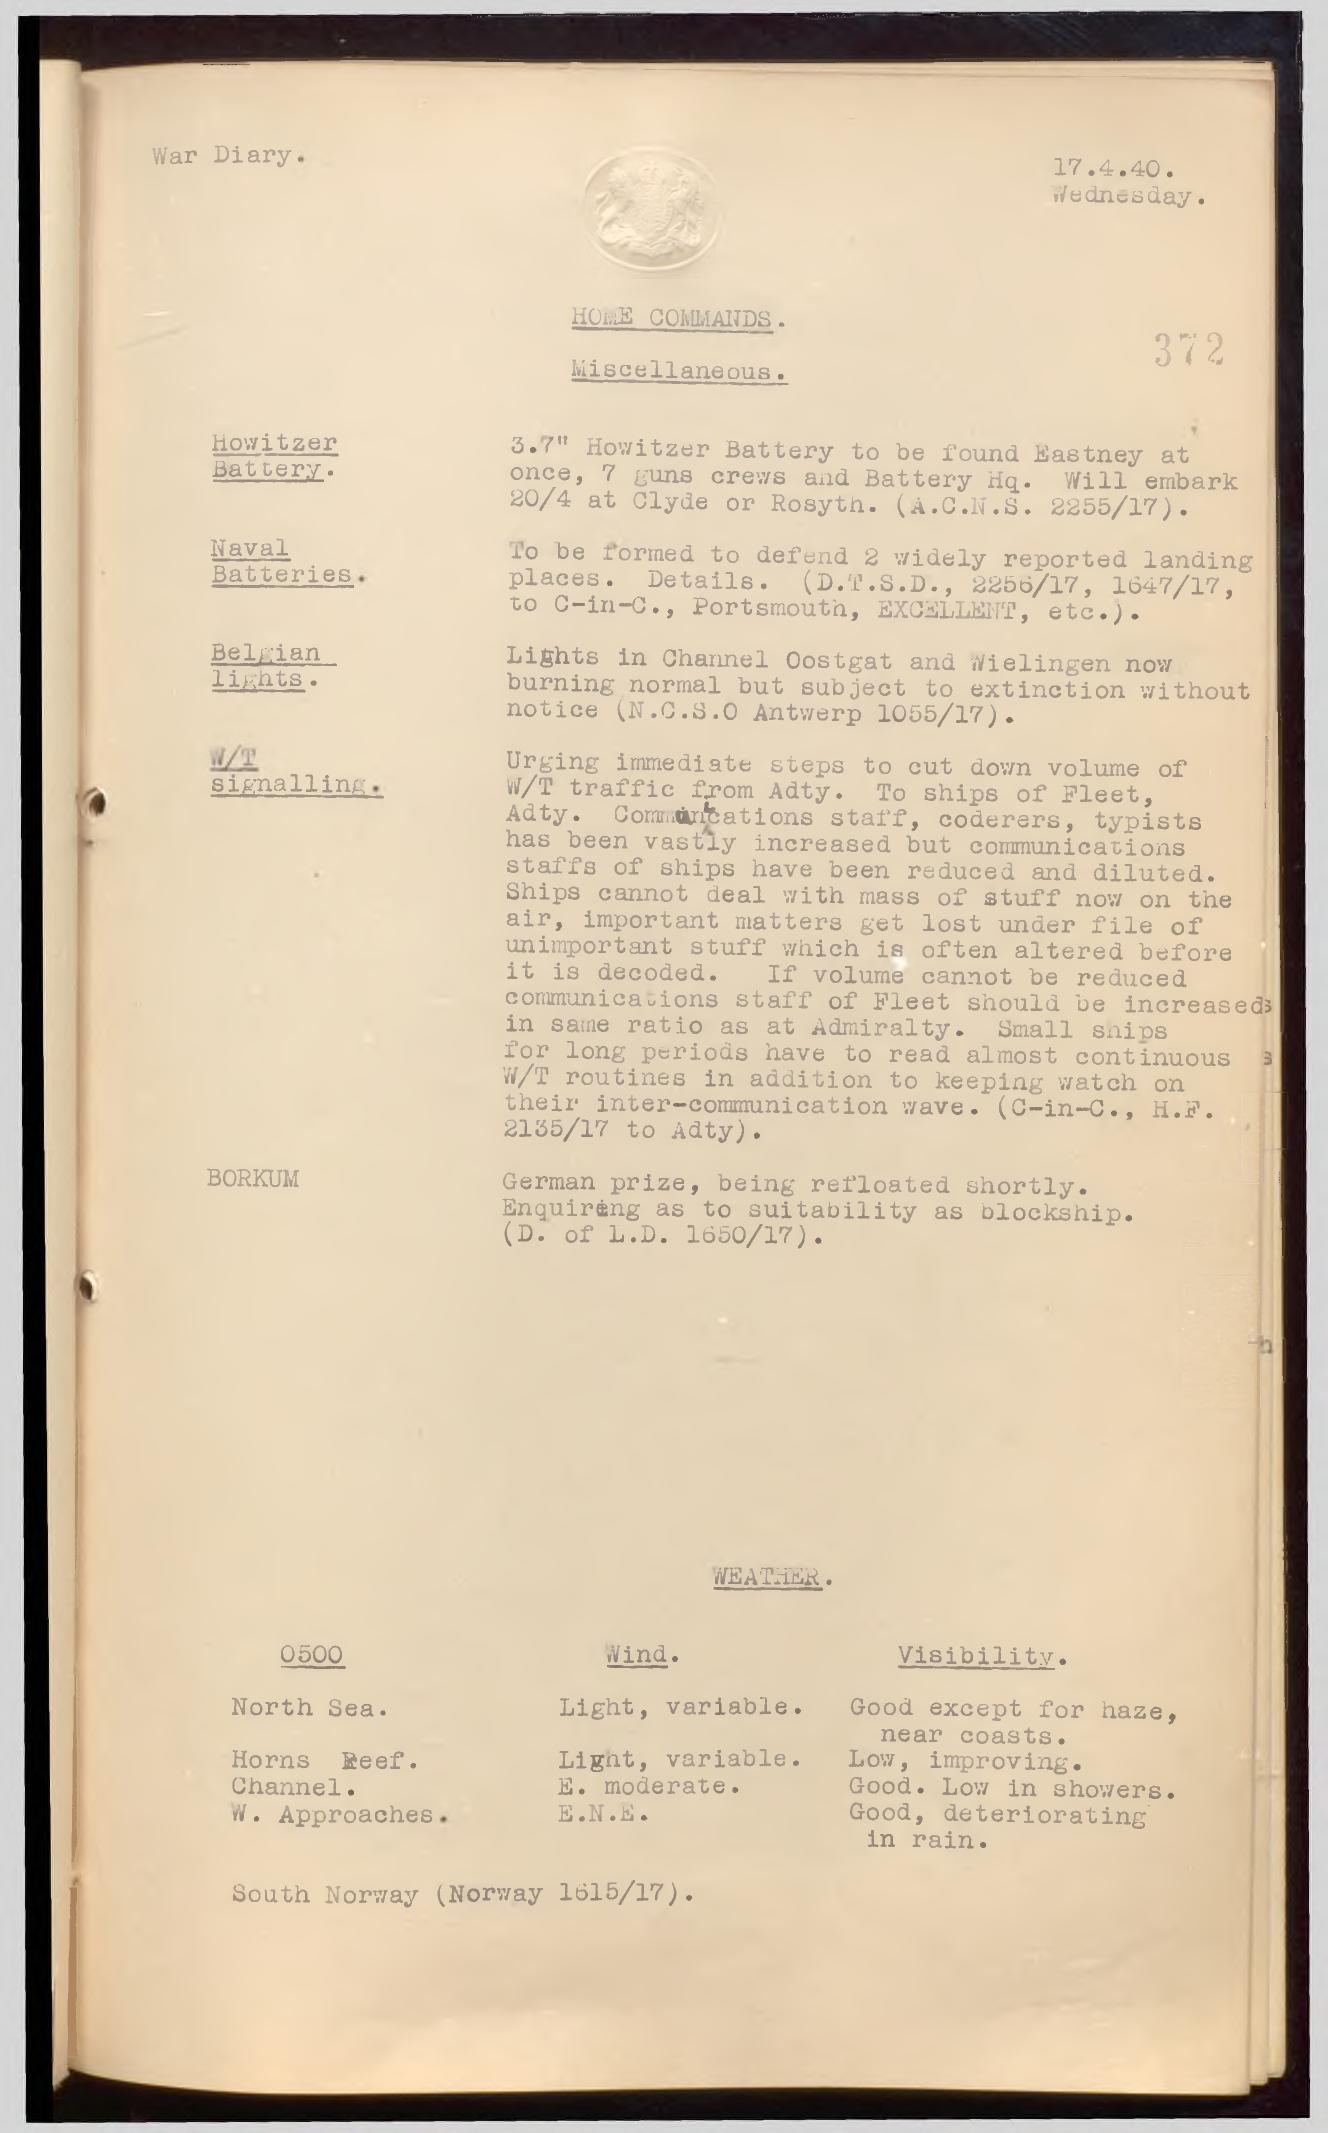 War Diary.
17.4.40.
Wednesday.
HOME COMMANDS.
372
Miscellaneous.
Howitzer
Battery.
3.7" Howitzer Battery to be found Eastney at
once, 7 guns crews and Battery Hq. Will embark
20/4 at Clyde or Rosyth. (A.C.N.S. 2255/17).
Naval
Batteries.
To be formed to defend 2 widely reported landing
places. Details. (D.T.S.D., 2256/17, 1647/17,
to C-in-C., Portsmouth, EXCELLENT, etc.).
Belgian
lights.
Lights in Channel Oostgat and Wielingen now
burning normal but subject to extinction without
notice (N.C.S.O Antwerp 1055/17).
W/T
signalling.
Urging immediate steps to cut down volume of
W/T traffic from Adty. To ships of Fleet,
Adty. Communications staff, coderers, typists
has been vastly increased but communications
staffs of ships have been reduced and diluted.
Ships cannot deal with mass of stuff now on the
air, important matters get lost under file of
unimportant stuff which is often altered before
it is decoded. If volume cannot be reduced
communications staff of Fleet should be increased
in same ratio as at Admiralty. Small ships
for long periods have to read almost continuous
W/T routines in addition to keeping watch on
their inter-communication wave. (C-in-C., H.F.
2135/17 to Adty).
BORKUM
German prize, being refloated shortly.
Enquiring as to suitability as blockship.
(D. of L.D. 1650/17).
WEATHER.
0500 Wind. Visibility.
North Sea. Light, variable. Good except for haze,
near coasts.
Horns Reef. Light, variable. Low, improving.
Channel. E. moderate. Good. Low in showers.
W. Approaches. E.N.E. Good, deteriorating
in rain.
South Norway (Norway 1615/17).